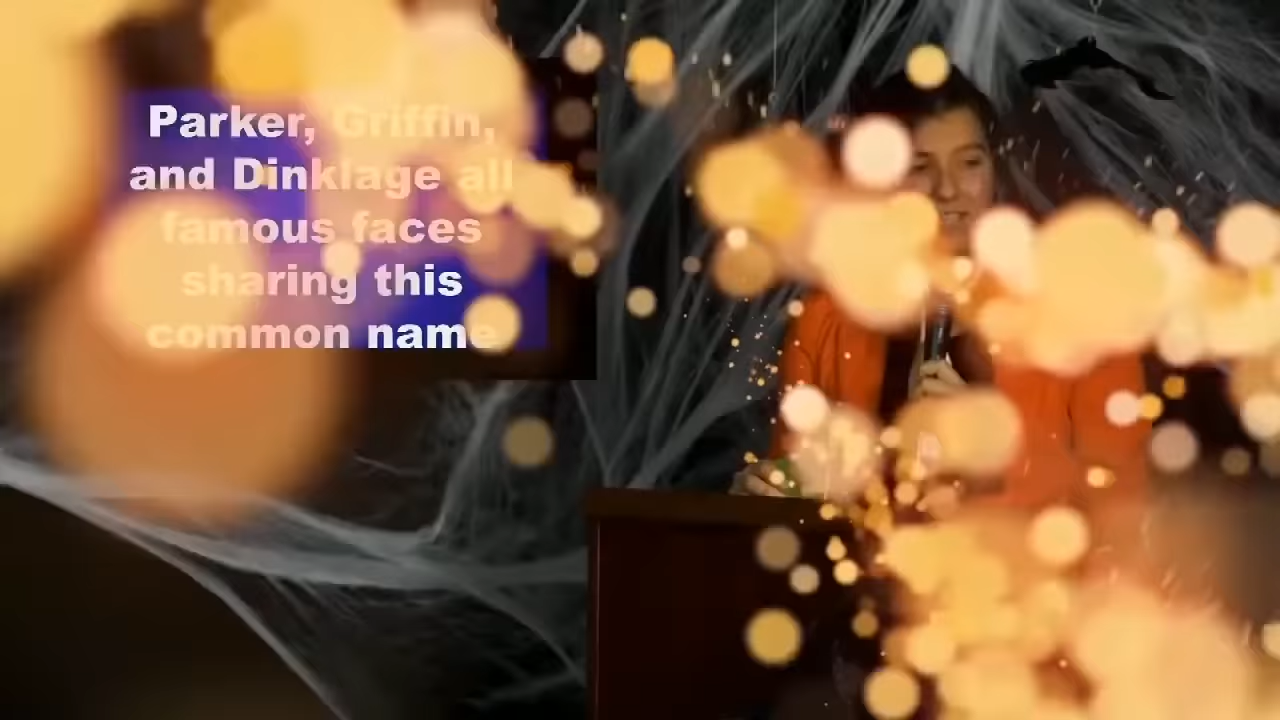 Parker, Griffin,
and Dinklage all
famous faces
sharing this
common name